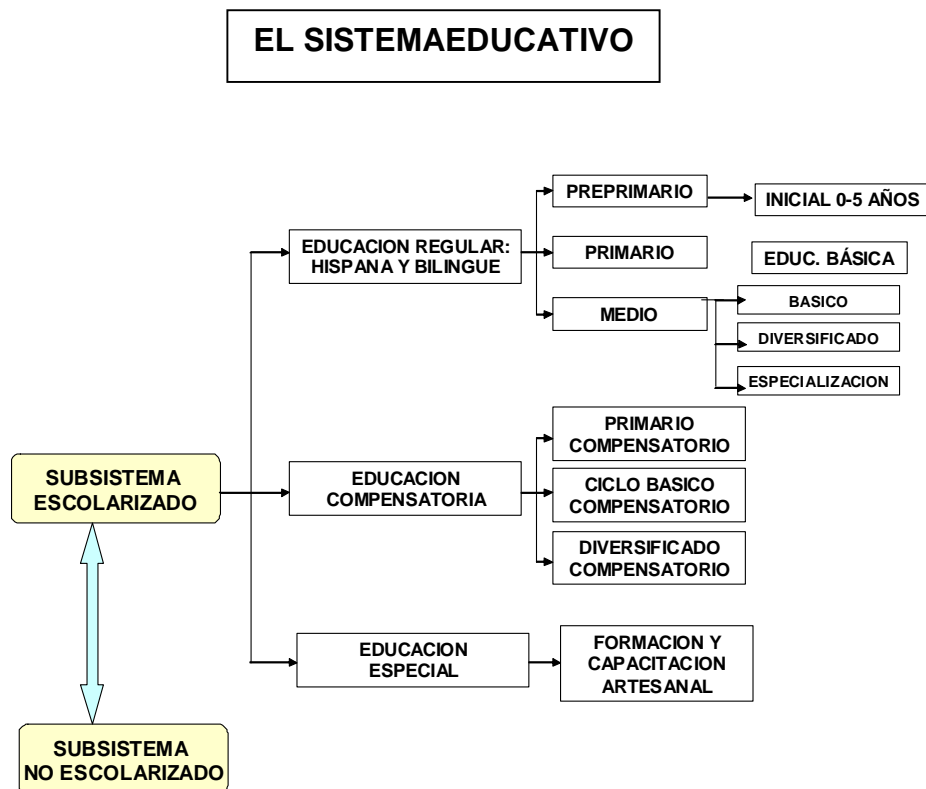 EL SISTEMAEDUCATIVO
PREPRIMARIO
INICIAL 0-5 AÑOS
EDUCACION REGULAR:
HISPANA Y BILINGUE
PRIMARIO
EDUC. BÁSICA
MEDIO
BASICO
DIVERSIFICADO
ESPECIALIZACION
PRIMARIO
COMPENSATORIO
SUBSISTEMA
ESCOLARIZADO
EDUCACION
COMPENSATORIA
CICLO BASICO
COMPENSATORIO
DIVERSIFICADO
COMPENSATORIO
EDUCACION
ESPECIAL
FORMACION Y
CAPACITACION
ARTESANAL
SUBSISTEMA
NO ESCOLARIZADO